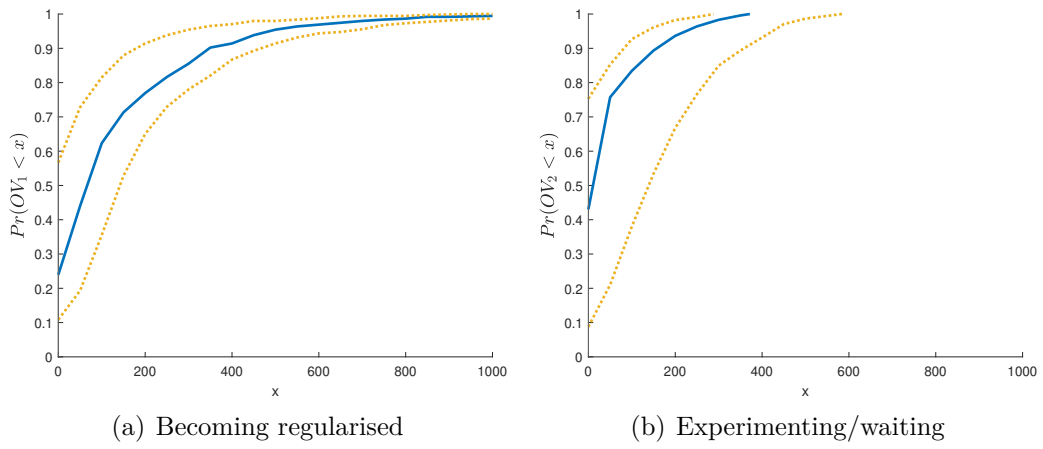 1
0.9
0.8
0.7
0.6
0.5
0.4
0.3
0.2
0.1
0
Pr(OV₁ < x)
0 200 400 600 800 1000
x
(a) Becoming regularised
1
0.9
0.8
0.7
0.6
0.5
0.4
0.3
0.2
0.1
0
Pr(OV₂ < x)
0 200 400 600 800 1000
x
(b) Experimenting/waiting